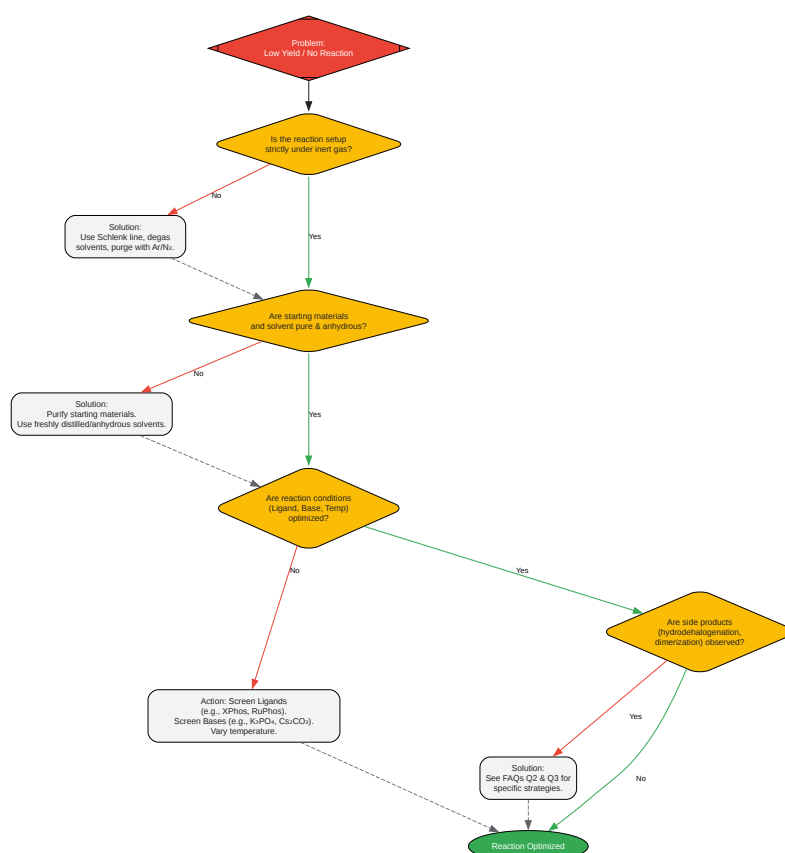 Problem:
Low Yield / No Reaction
Is the reaction setup
strictly under inert gas?
No
Solution:
Use Schlenk line, degas
solvents, purge with Ar/N₂.
Yes
Are starting materials
and solvent pure & anhydrous?
No
Solution:
Purify starting materials.
Use freshly distilled/anhydrous solvents.
Yes
Are reaction conditions
(Ligand, Base, Temp)
optimized?
No
Yes
Are side products
(hydrodehalogenation,
dimerization) observed?
Action: Screen Ligands
(e.g., XPhos, RuPhos).
Screen Bases (e.g., K₃PO₄, Cs₂CO₃).
Vary temperature.
Yes
Solution:
See FAQs Q2 & Q3 for
specific strategies.
No
Reaction Optimized